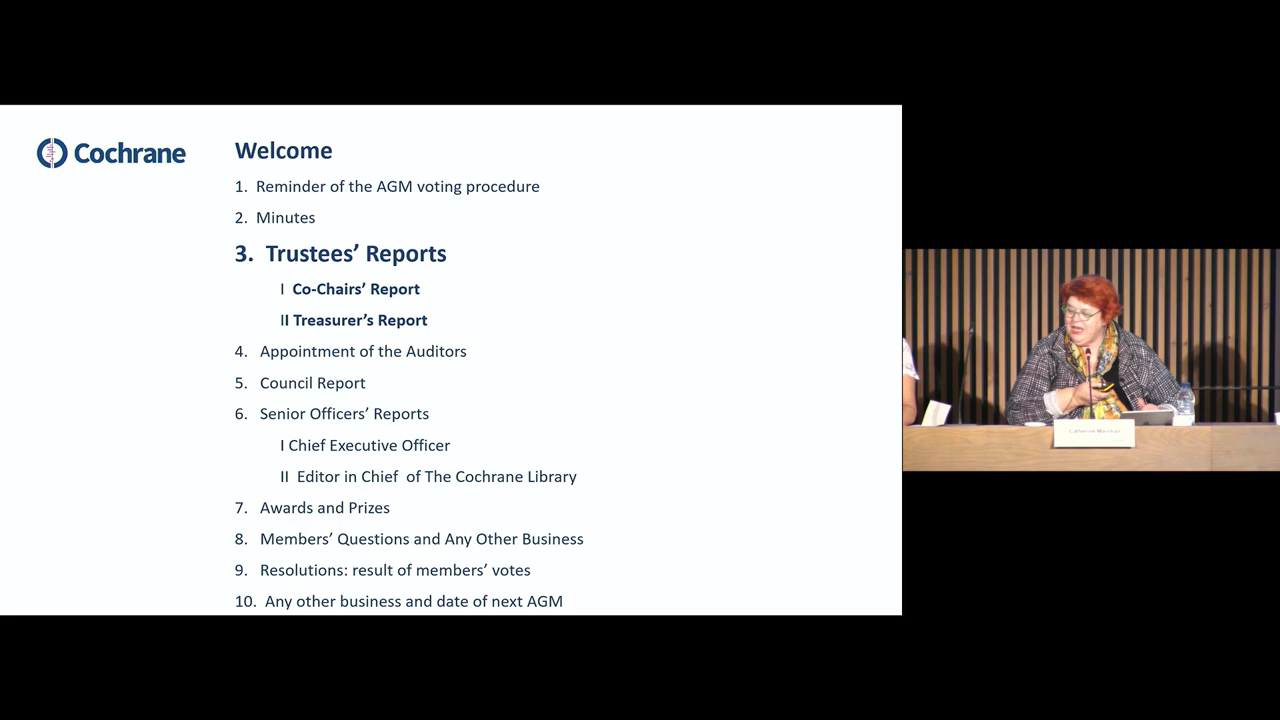 Cochrane
Welcome
1. Reminder of the AGM voting procedure
2. Minutes
3. Trustees’ Reports
I Co-Chairs’ Report
II Treasurer’s Report
4. Appointment of the Auditors
5. Council Report
6. Senior Officers’ Reports
I Chief Executive Officer
II Editor in Chief of The Cochrane Library
7. Awards and Prizes
8. Members’ Questions and Any Other Business
9. Resolutions: result of members’ votes
10. Any other business and date of next AGM
Catherine